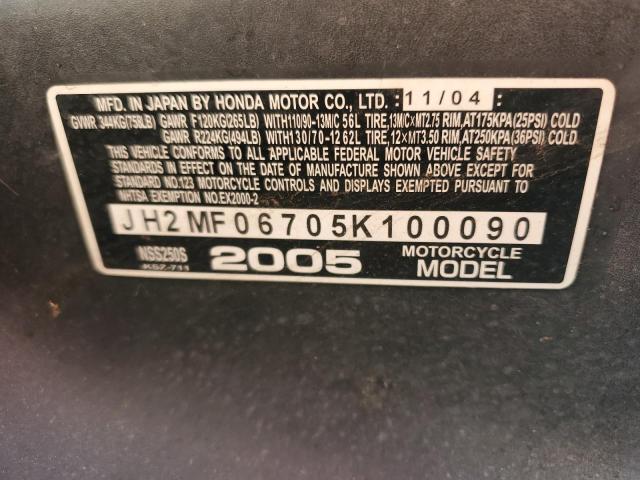 MFD. IN JAPAN BY HONDA MOTOR CO., LTD. : 11/04 :
GVWR 344KG(758LB) GAWR F120KG(265LB) WITH110/90-13M/C 56L TIRE,13M/C×MT2.75 RIM,AT175KPA(25PSI) COLD
GAWR R224KG(494LB) WITH130/70-12 62L TIRE, 12×MT3.50 RIM,AT250KPA(36PSI) COLD
THIS VEHICLE CONFORMS TO ALL APPLICABLE FEDERAL MOTOR VEHICLE SAFETY
STANDARDS IN EFFECT ON THE DATE OF MANUFACTURE SHOWN ABOVE EXCEPT
STANDARD NO.123 MOTORCYCLE CONTROLS AND DISPLAYS EXEMPTED PURSUANT TO
NHTSA EXEMPTION NO.EX2000-2
JH2MF06705K100090
NSS250S 2005 MOTORCYCLE
-KSZ-711 MODEL